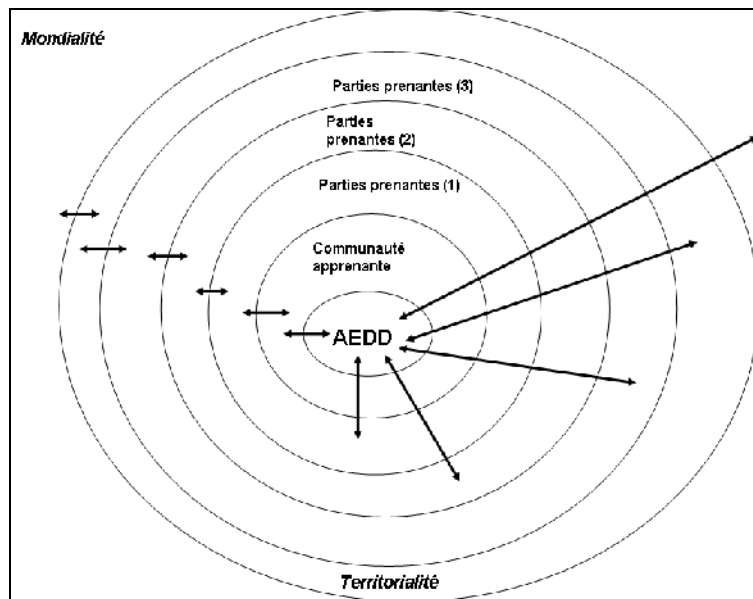 Mondialité
Parties prenantes (3)
Parties
prenantes (2)
Parties prenantes (1)
Communauté
apprenante
AEDD
Territorialité